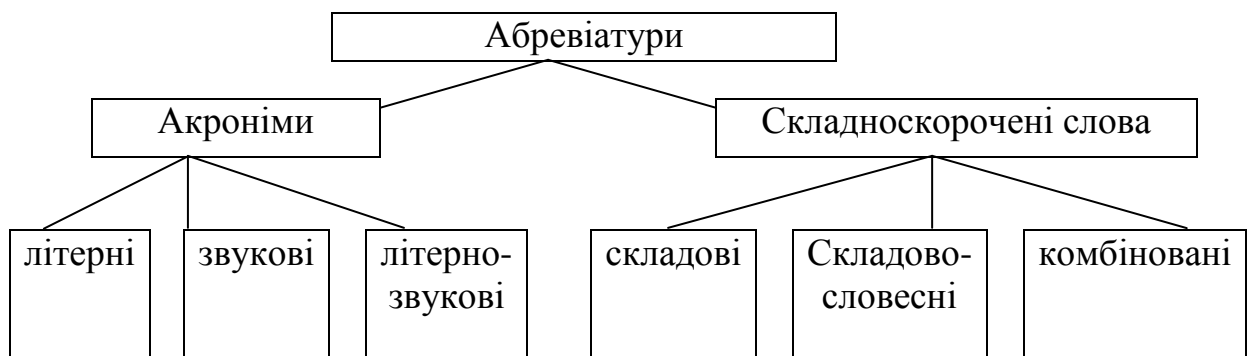 Абревіатури
Акроніми
Складноскорочені слова
літерні
звукові
літерно-
звукові
складові
Складово-
словесні
комбіновані